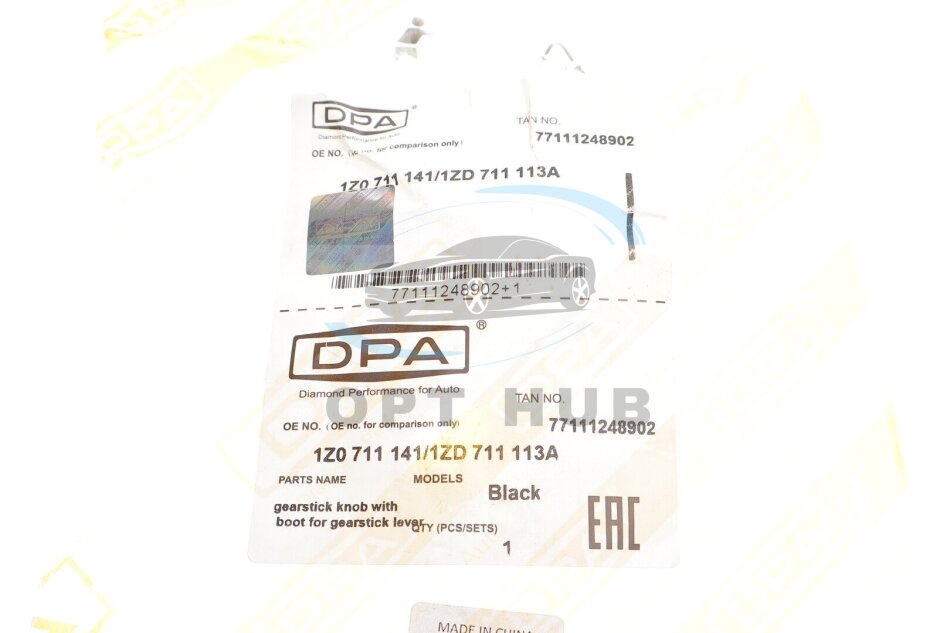 DPA®
Diamond Performance for Auto
TAN NO.
77111248902
OE NO. no. for comparison only)
1Z0 711 141/1ZD 711 113A
77111248902+1
DPA®
Diamond Performance for Auto
OPT HUB
TAN NO.
OE NO. (OE no. for comparison only)
77111248902
1Z0 711 141/1ZD 711 113A
PARTS NAME
MODELS
Black
gearstick knob with
boot for gearstick lever
QTY (PCS/SETS)
1
EAC
MADE IN CHINA
DPA